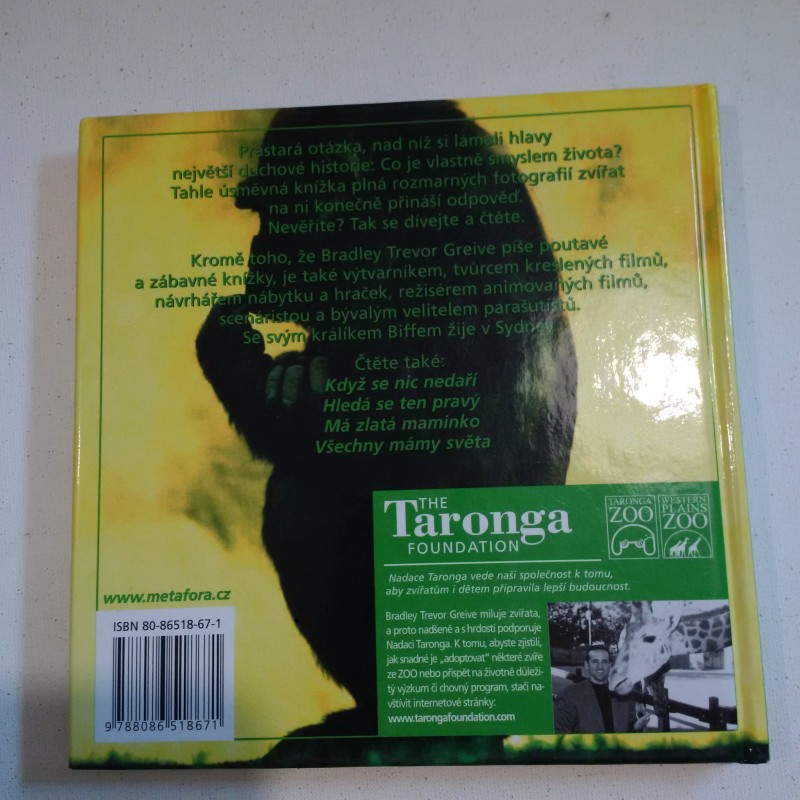 Prastará otázka, nad níž si lámali hlavy
největší duchové historie: Co je vlastně smyslem života?
Tahle úsměvná knížka plná rozmarných fotografií zvířat
na ni konečně přináší odpověď.
Nevěříte? Tak se dívejte a čtěte.
Kromě toho, že Bradley Trevor Greive píše poutavé
a zábavné knížky, je také výtvarníkem, tvůrcem kreslených filmů,
návrhářem nábytku a hraček, režisérem animovaných filmů,
scenáristou a bývalým velitelem parašutistů.
Se svým králíkem Biffem žije v Sydney.
Čtěte také:
Když se nic nedaří
Hledá se ten pravý
Má zlatá maminko
Všechny mámy světa
THE
Taronga
FOUNDATION
TARONGA
ZOO
WESTERN
PLAINS
ZOO
Nadace Taronga vede naši společnost k tomu,
aby zvířatům i dětem připravila lepší budoucnost.
Bradley Trevor Greive miluje zvířata,
a proto nadšeně a s hrdostí podporuje
Nadaci Taronga. K tomu, abyste zjistili,
jak snadné je „adoptovat“ některé zvíře
ze ZOO nebo přispět na životně důleži-
tý výzkum či chovný program, stačí na-
vštívit internetové stránky:
www.tarongafoundation.com
www.metafora.cz
ISBN 80-86518-67-1
9 788086 518671